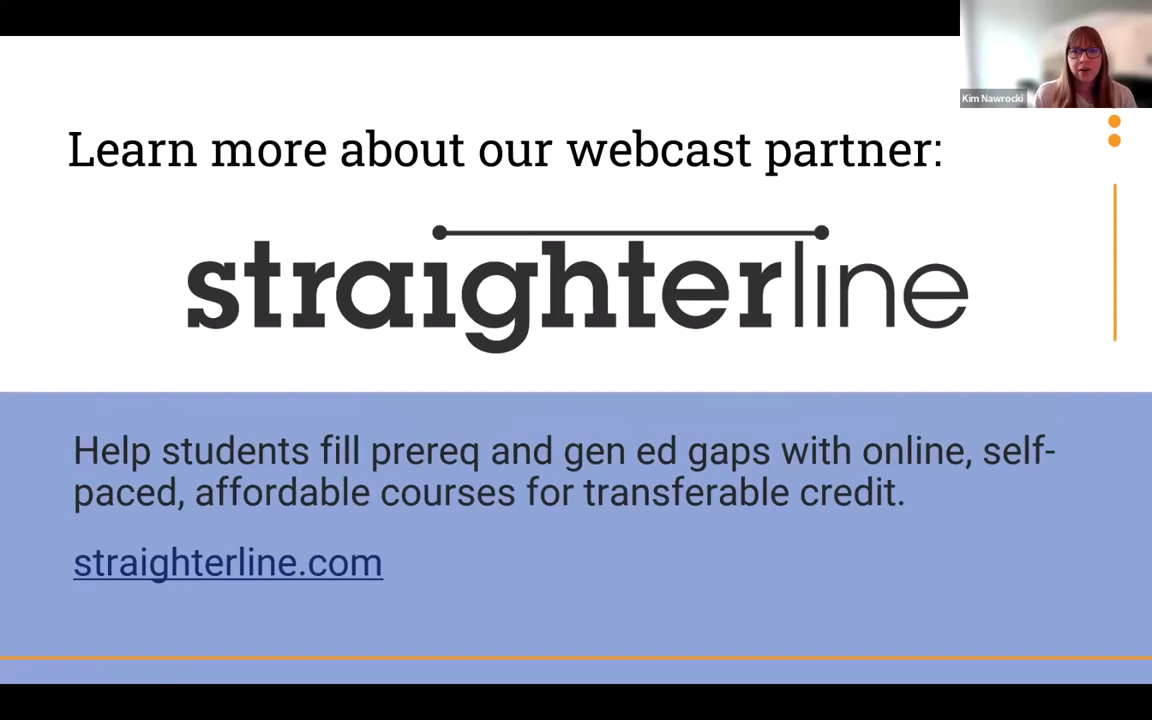 Kim Nawrocki
Learn more about our webcast partner:
straighterline
Help students fill prereq and gen ed gaps with online, self-
paced, affordable courses for transferable credit.
straighterline.com